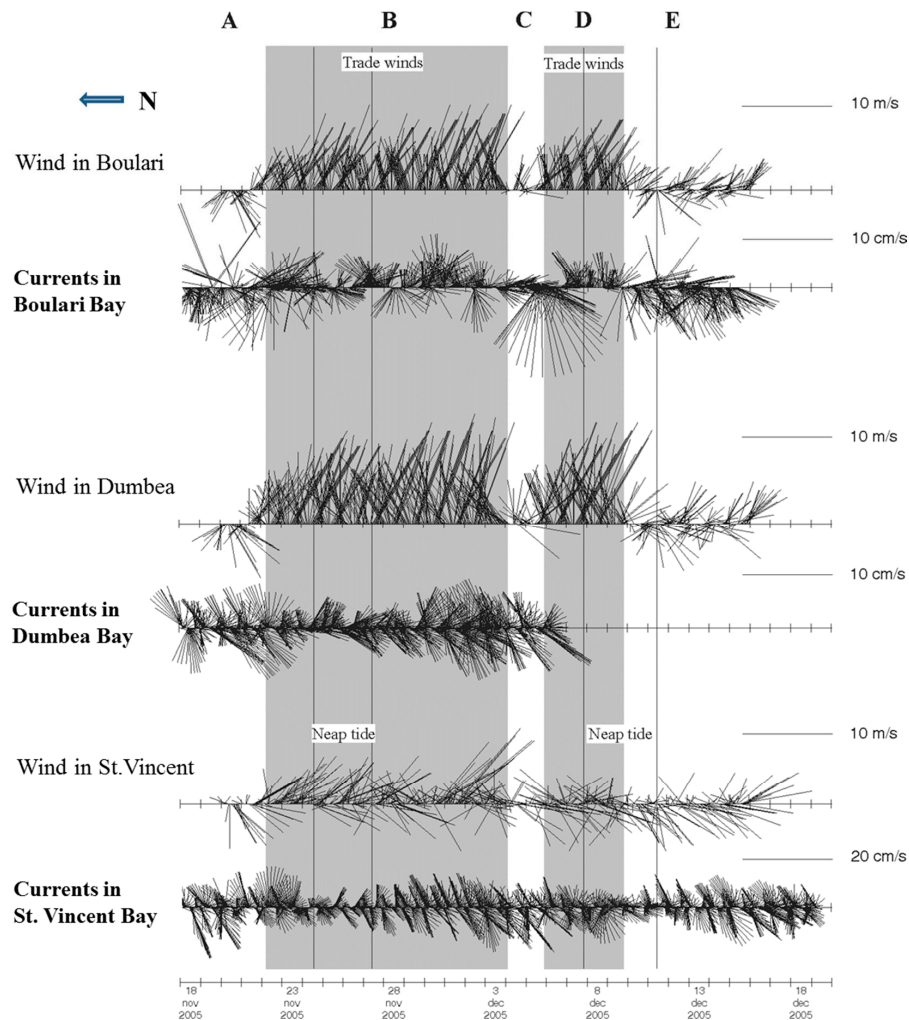 A B C D E
Trade winds Trade winds
N
10 m/s
Wind in Boulari
10 cm/s
Currents in
Boulari Bay
10 m/s
Wind in Dumbea
10 cm/s
Currents in
Dumbea Bay
Neap tide Neap tide
10 m/s
Wind in St.Vincent
20 cm/s
Currents in
St. Vincent Bay
18 23 28 3 8 13 18
nov nov nov dec dec dec dec
2005 2005 2005 2005 2005 2005 2005